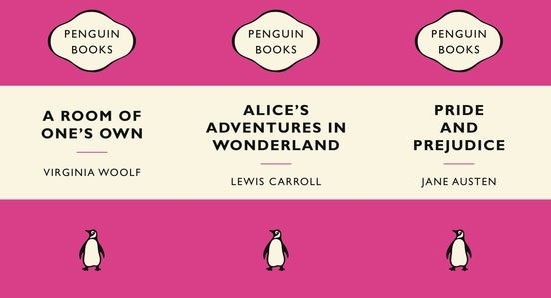 PENGUIN
BOOKS
A ROOM OF
ONE'S OWN
VIRGINIA WOOLF
PENGUIN
BOOKS
ALICE'S
ADVENTURES IN
WONDERLAND
LEWIS CARROLL
PENGUIN
BOOKS
PRIDE
AND
PREJUDICE
JANE AUSTEN